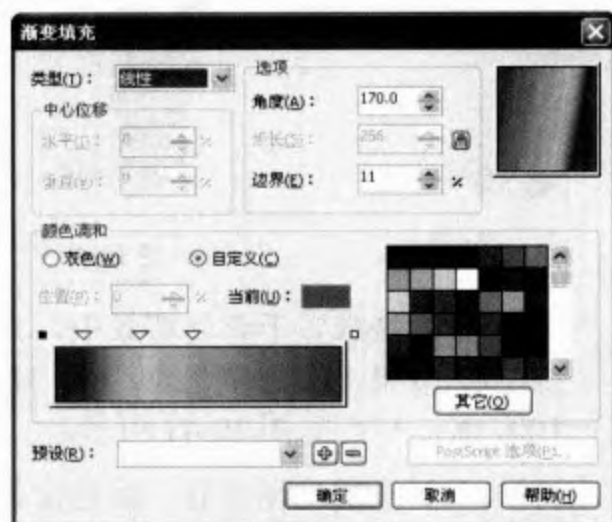 渐变填充
类型(T)： 线性
中心位移
水平(I)： 0 %
垂直(V)： 0 %
选项
角度(A)： 170.0
步长(S)： 256
边界(E)： 11 %
颜色调和
双色(W) 自定义(C)
位置(P)： 0 % 当前(U)：
其它(O)
预设(R)：
PostScript 选项(P)...
确定 取消 帮助(H)